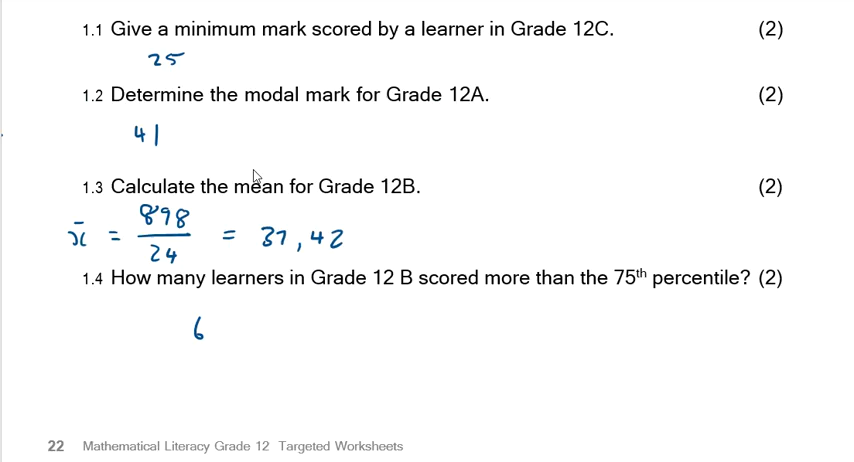 1.1 Give a minimum mark scored by a learner in Grade 12C. (2)
25
1.2 Determine the modal mark for Grade 12A. (2)
41
1.3 Calculate the mean for Grade 12B. (2)
x̄ = 898/24 = 37,42
1.4 How many learners in Grade 12 B scored more than the 75th percentile? (2)
6
22 Mathematical Literacy Grade 12 Targeted Worksheets